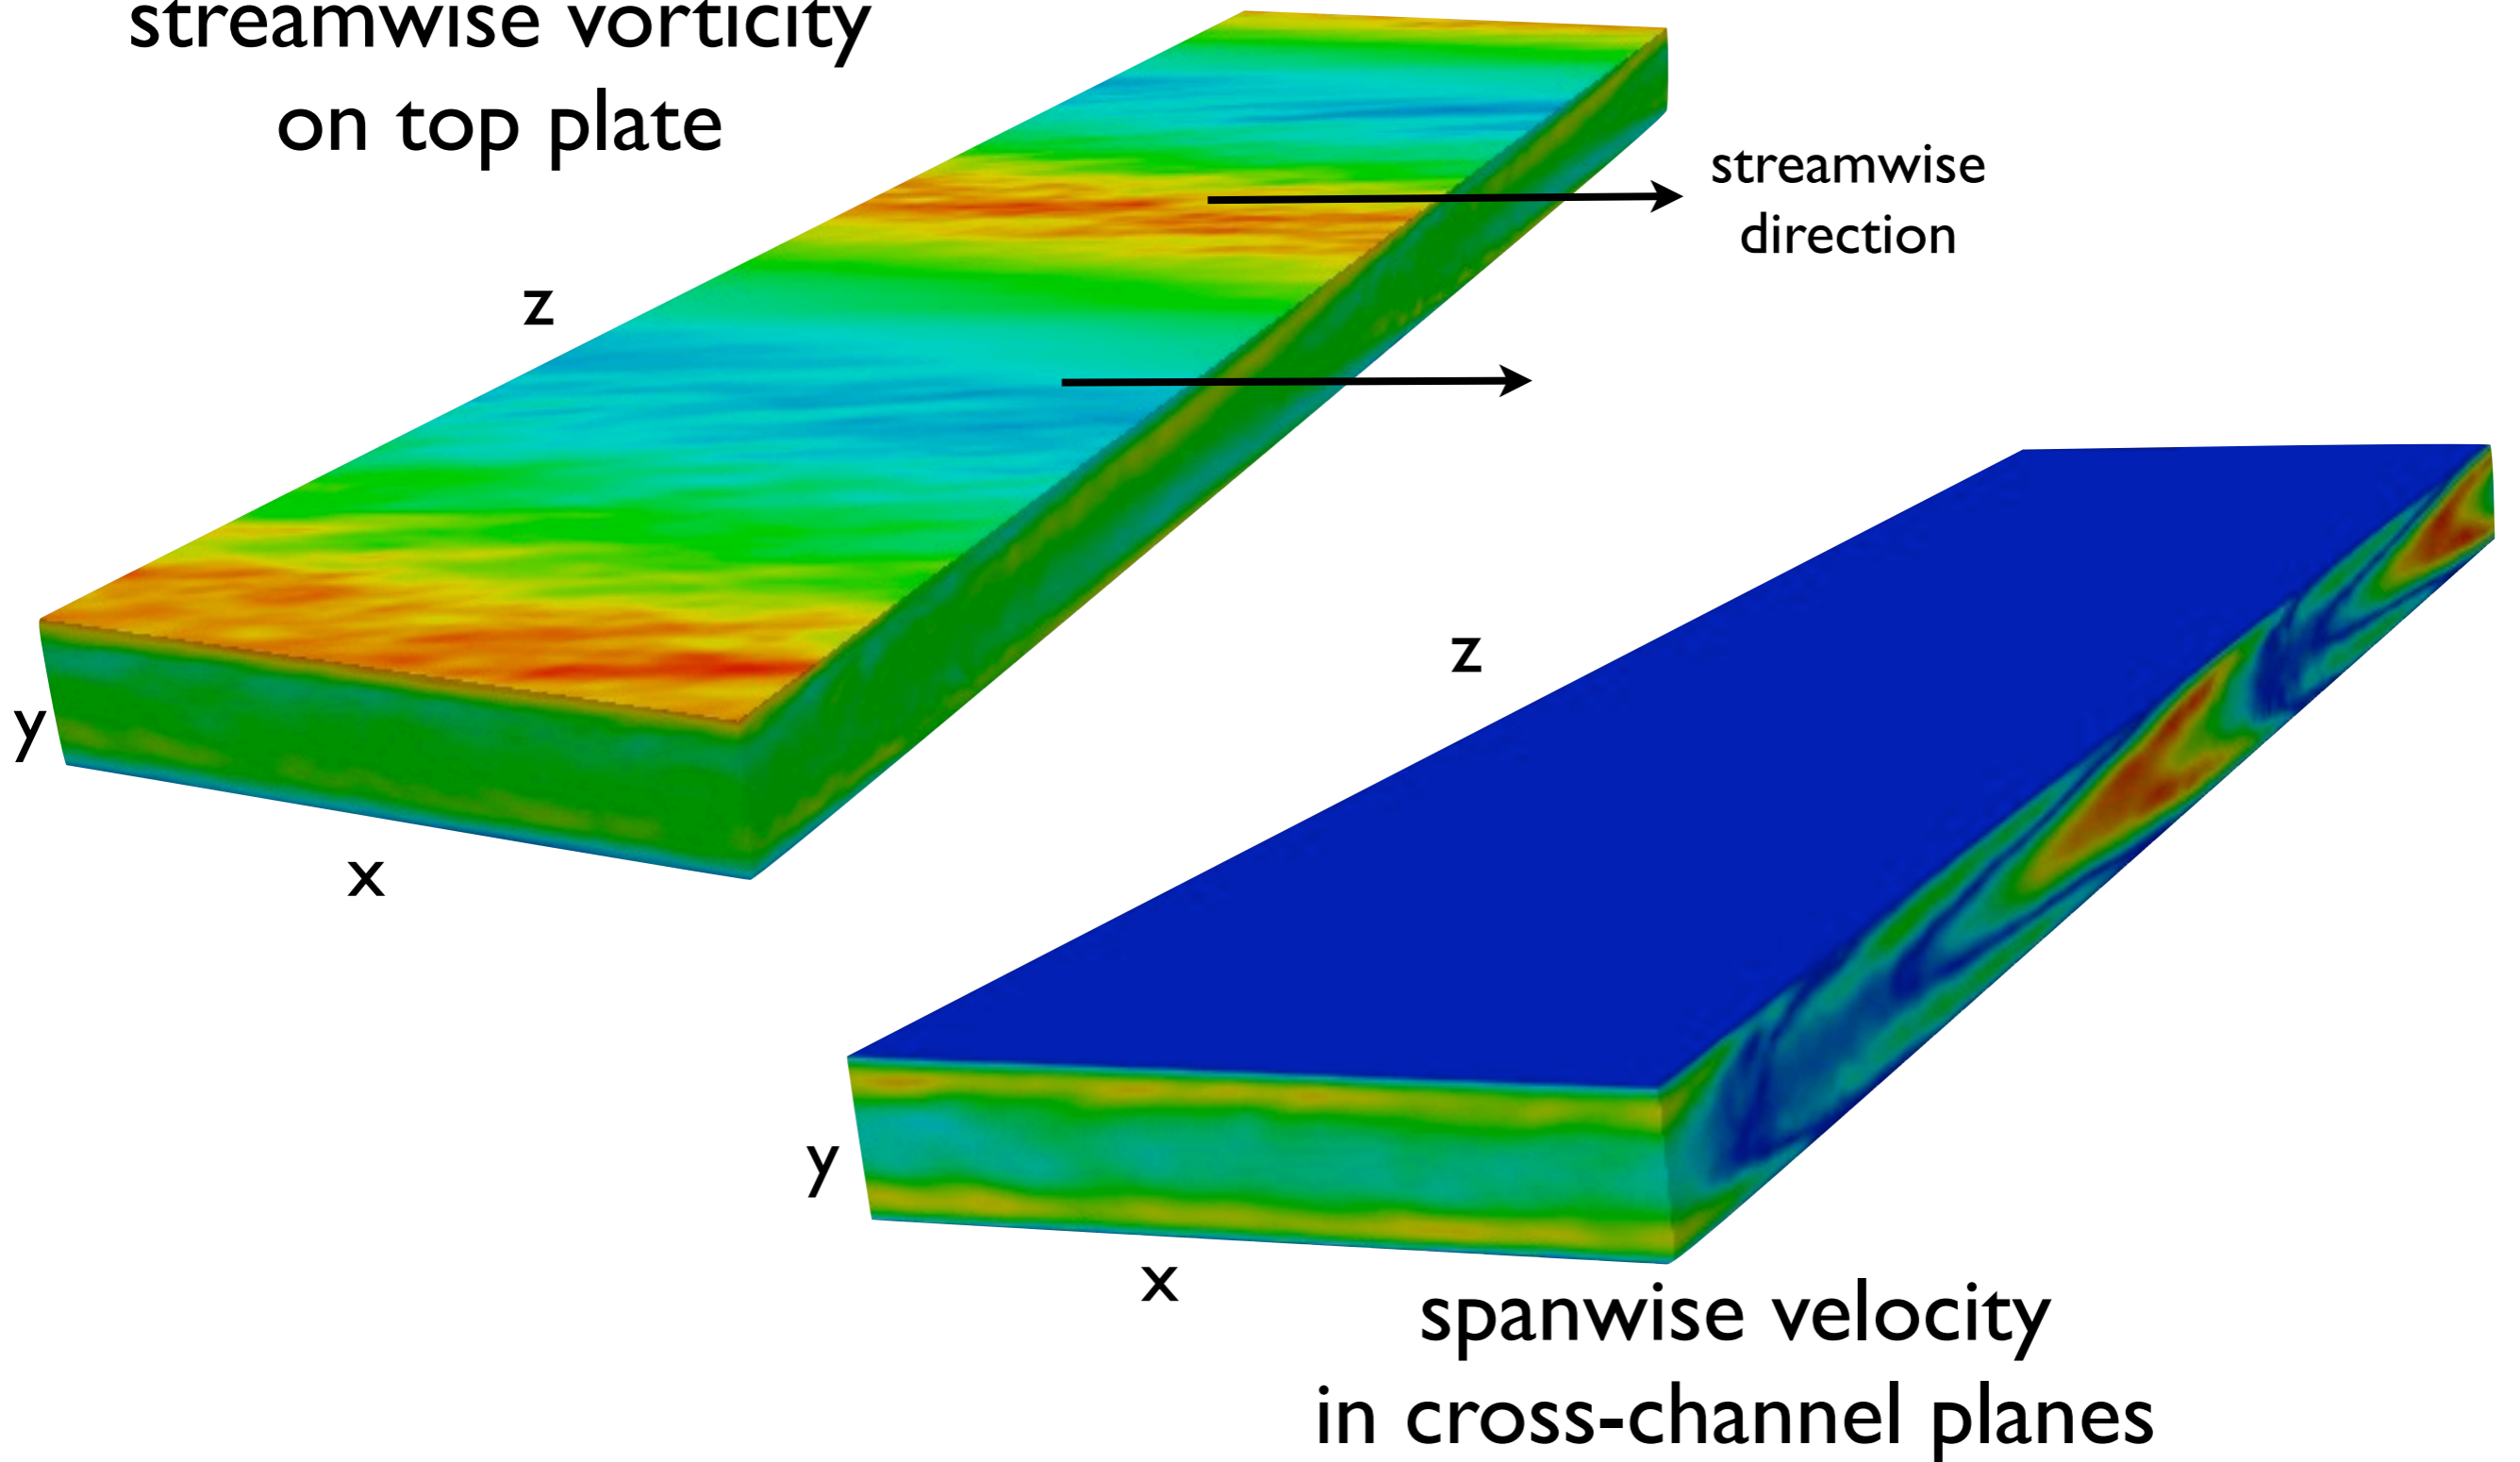 streamwise vorticity
on top plate
streamwise
direction
z
y
x
z
y
x
spanwise velocity
in cross-channel planes